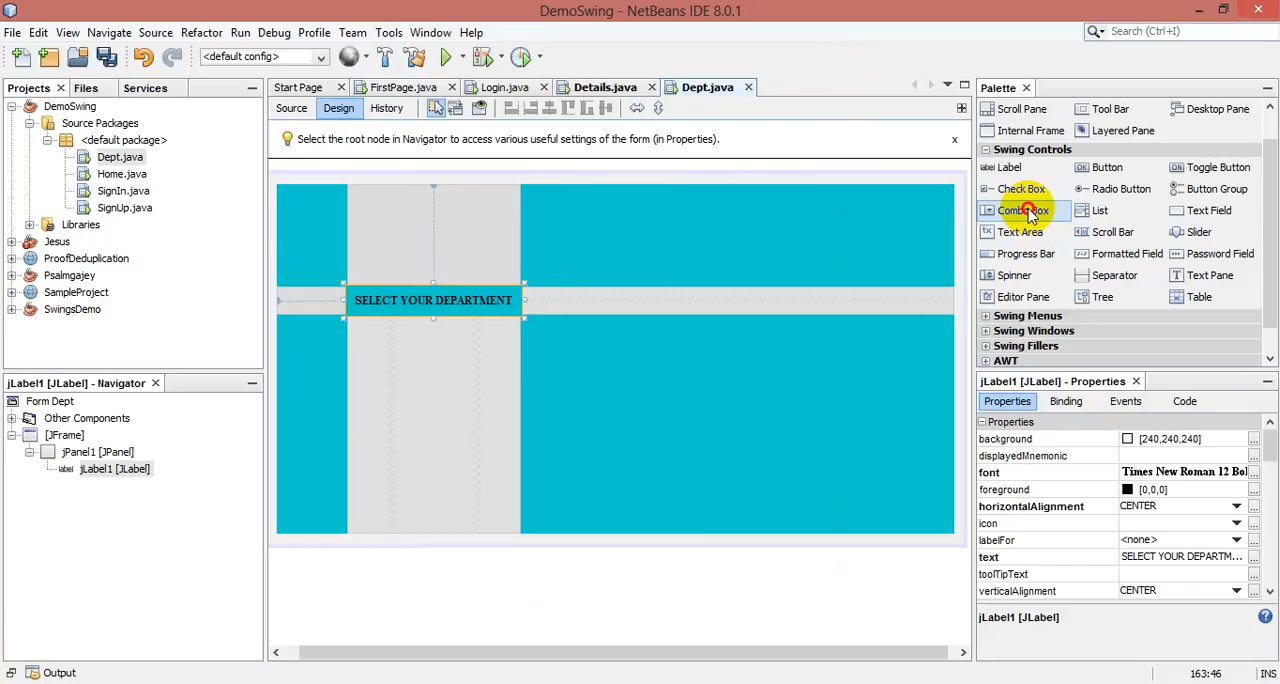 DemoSwing - NetBeans IDE 8.0.1
File Edit View Navigate Source Refactor Run Debug Profile Team Tools Window Help
Search (Ctrl+I)
<default config>
Projects Files Services
Start Page FirstPage.java Login.java Details.java Dept.java
Palette
DemoSwing
Source Packages
<default package>
Dept.java
Home.java
SignIn.java
SignUp.java
Libraries
Jesus
ProofDeduplication
Psalmgajey
SampleProject
SwingsDemo
Source Design History
Select the root node in Navigator to access various useful settings of the form (in Properties). x
SELECT YOUR DEPARTMENT
Scroll Pane Tool Bar Desktop Pane
Internal Frame Layered Pane
Swing Controls
label Label OK Button ON Toggle Button
Check Box Radio Button Button Group
Combo Box List Text Field
Text Area Scroll Bar Slider
Progress Bar Formatted Field Password Field
Spinner Separator Text Pane
Editor Pane Tree Table
Swing Menus
Swing Windows
Swing Fillers
AWT
jLabel1 [JLabel] - Navigator
Form Dept
Other Components
[JFrame]
jPanel1 [JPanel]
label jLabel1 [JLabel]
jLabel1 [JLabel] - Properties
Properties Binding Events Code
Properties
background [240,240,240] ...
displayedMnemonic ...
font Times New Roman 12 Bol ...
foreground [0,0,0] ...
horizontalAlignment CENTER ...
icon ...
labelFor <none> ...
text SELECT YOUR DEPARTM... ...
toolTipText ...
verticalAlignment CENTER ...
jLabel1 [JLabel]
Output
163:46 INS